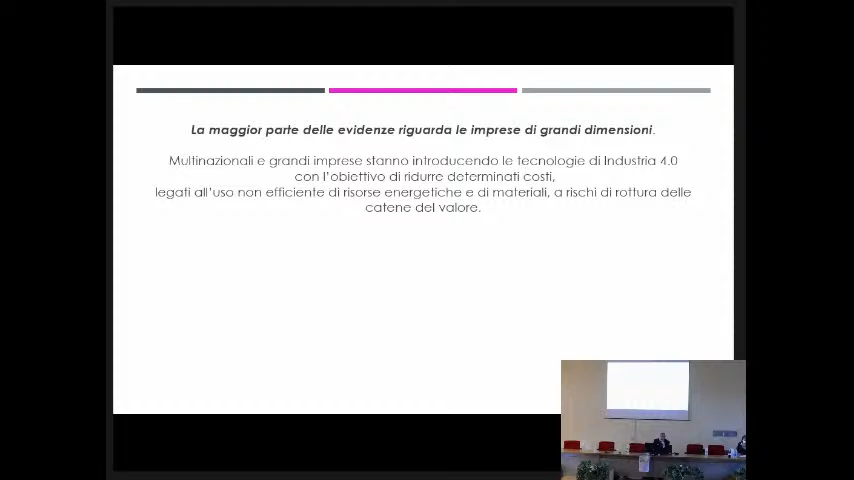 La maggior parte delle evidenze riguarda le imprese di grandi dimensioni.
Multinazionali e grandi imprese stanno introducendo le tecnologie di Industria 4.0
con l'obiettivo di ridurre determinati costi,
legati all'uso non efficiente di risorse energetiche e di materiali, a rischi di rottura delle
catene del valore.